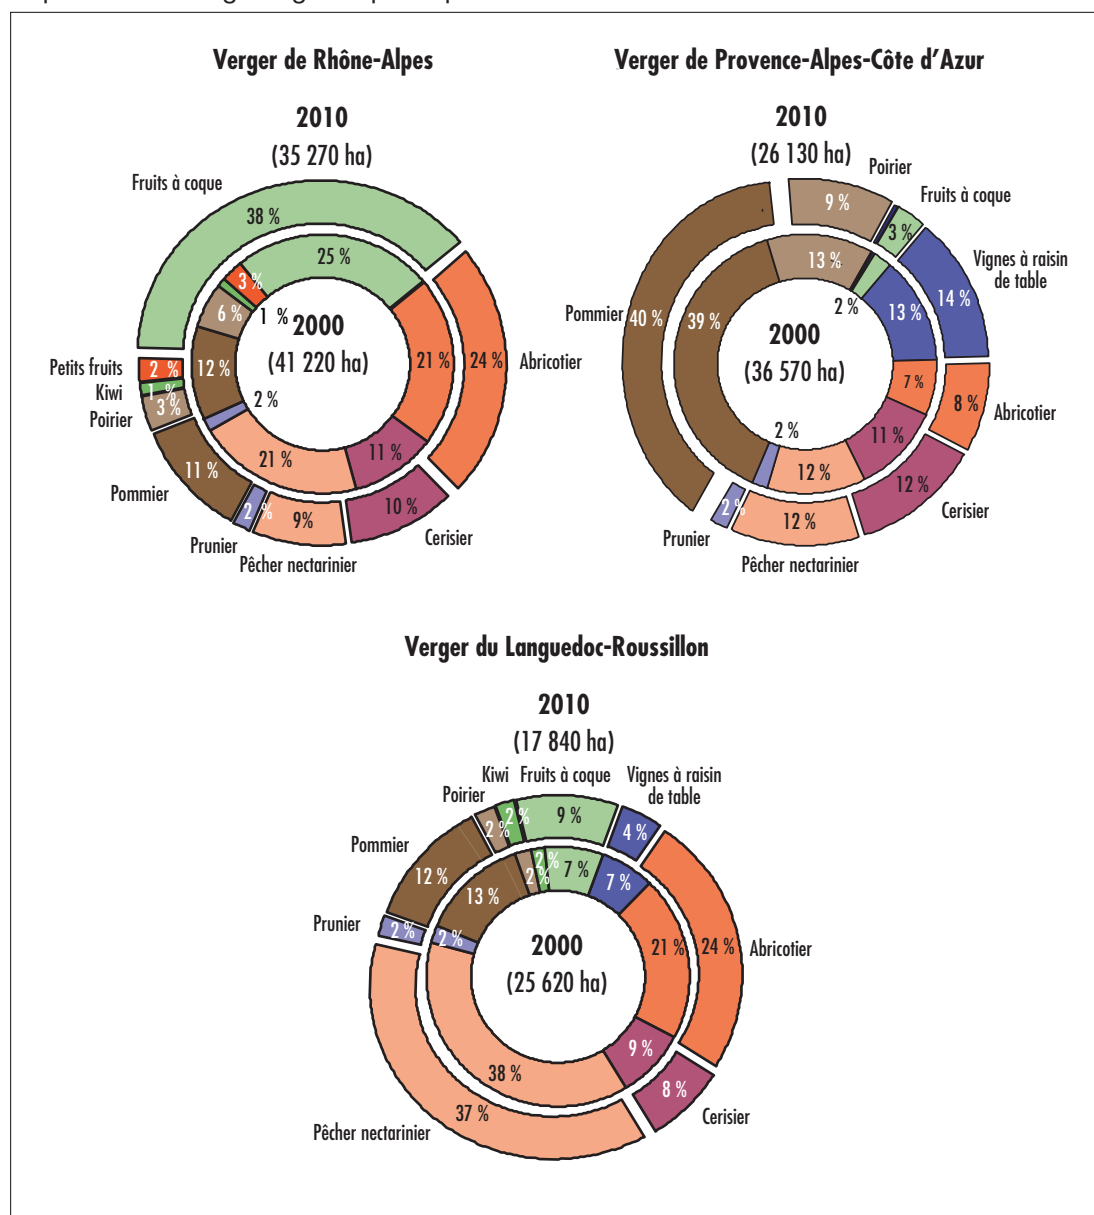 Verger de Rhône-Alpes
2010
(35 270 ha)
Fruits à coque
38 %
25 %
3 %
1 %
6 %
2000
(41 220 ha)
12 %
21 %
24 %
Abricotier
Petits fruits
2 %
Kiwi
1 %
Poirier
3 %
2 %
21 %
11 %
Pommier
11 %
2 %
9%
10 %
Cerisier
Prunier
Pêcher nectarinier
Verger de Provence-Alpes-Côte d'Azur
2010
(26 130 ha)
Poirier
Fruits à coque
9 %
3 %
Vignes à raisin
de table
13 %
2 %
14 %
Pommier
40 %
39 %
2000
(36 570 ha)
13 %
7 %
8 %
Abricotier
2 %
11 %
12 %
12 %
Cerisier
2 %
12 %
Prunier
Pêcher nectarinier
Verger du Languedoc-Roussillon
2010
(17 840 ha)
Kiwi
Fruits à coque
Vignes à raisin
de table
Poirier
2 %
2 %
9 %
4 %
Pommier
12 %
13 %
2 %
2 %
7 %
7 %
Prunier
2 %
2 %
2000
(25 620 ha)
21 %
24 %
Abricotier
38 %
9 %
37 %
8 %
Cerisier
Pêcher nectarinier